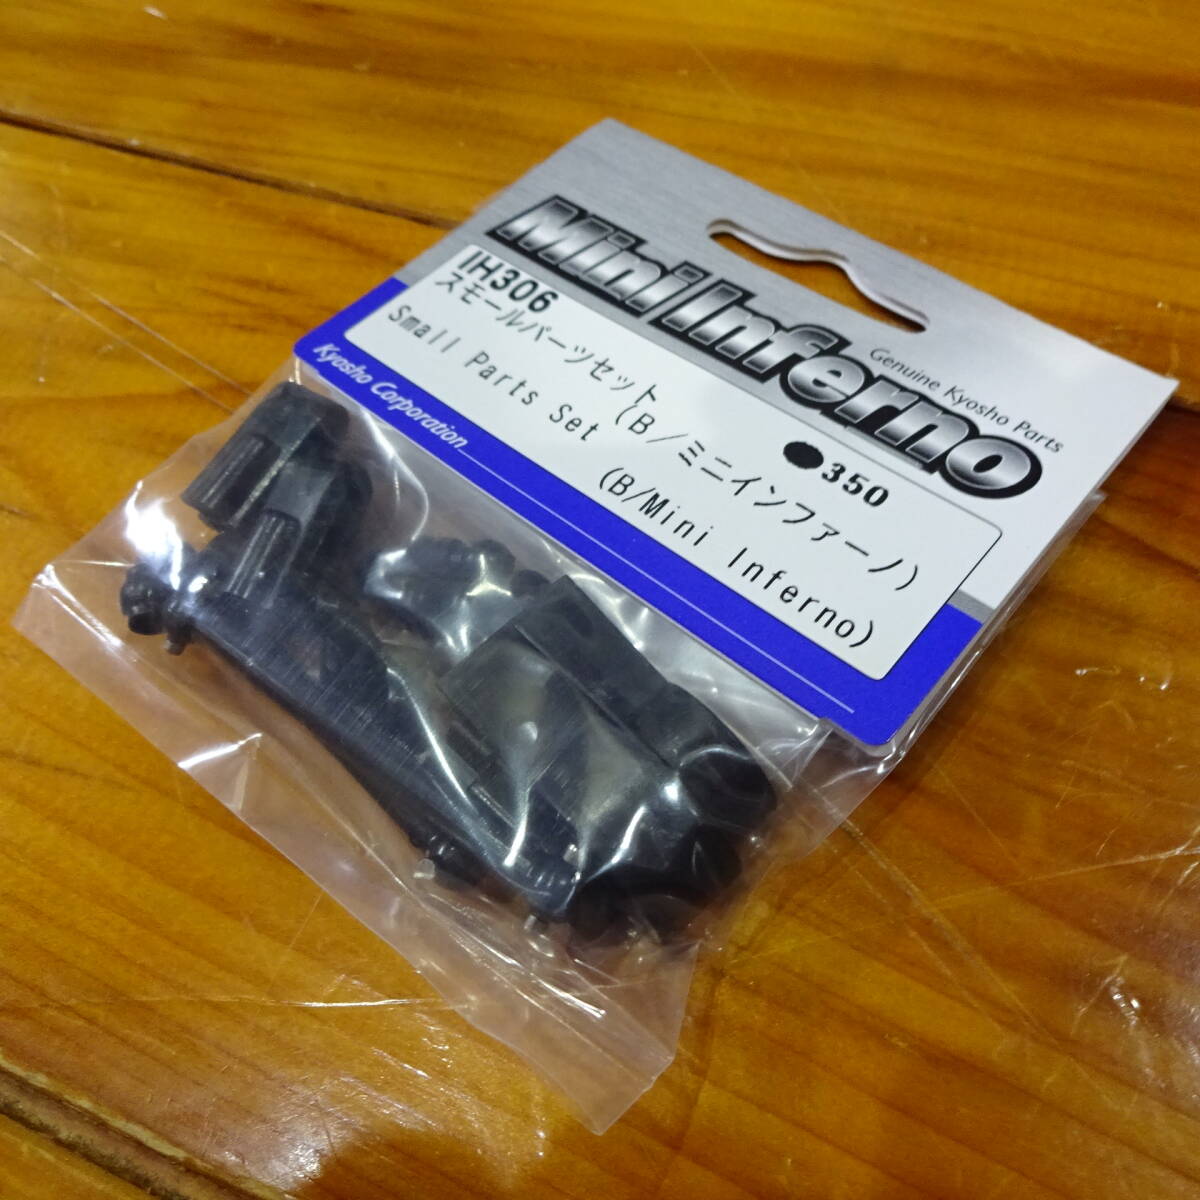 Mini Inferno
Genuine Kyosho Parts
IH306
●350
スモールパーツセット(B/ミニインファーノ)
Small Parts Set
(B/Mini Inferno)
Kyosho Corporation